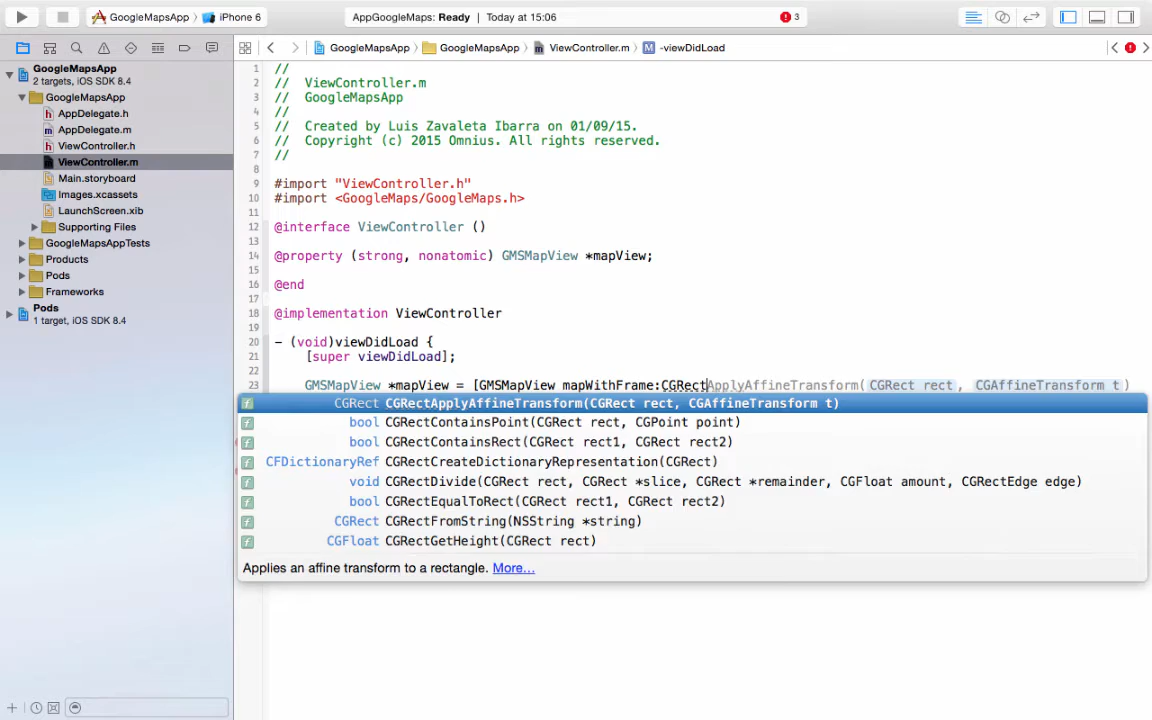 GoogleMapsApp
iPhone 6
AppGoogleMaps: Ready
Today at 15:06
3
GoogleMapsApp
GoogleMapsApp
ViewController.m
M
-viewDidLoad
GoogleMapsApp
2 targets, iOS SDK 8.4
GoogleMapsApp
h AppDelegate.h
m AppDelegate.m
h ViewController.h
m ViewController.m
Main.storyboard
Images.xcassets
LaunchScreen.xib
Supporting Files
GoogleMapsAppTests
Products
Pods
Frameworks
Pods
1 target, iOS SDK 8.4
1 //
2 // ViewController.m
3 // GoogleMapsApp
4 //
5 // Created by Luis Zavaleta Ibarra on 01/09/15.
6 // Copyright (c) 2015 Omnius. All rights reserved.
7 //
8
9 #import "ViewController.h"
10 #import <GoogleMaps/GoogleMaps.h>
11
12 @interface ViewController ()
13
14 @property (strong, nonatomic) GMSMapView *mapView;
15
16 @end
17
18 @implementation ViewController
19
20 - (void)viewDidLoad {
21 [super viewDidLoad];
22
23 GMSMapView *mapView = [GMSMapView mapWithFrame:CGRectApplyAffineTransform(CGRect rect, CGAffineTransform t)
f CGRect CGRectApplyAffineTransform(CGRect rect, CGAffineTransform t)
f bool CGRectContainsPoint(CGRect rect, CGPoint point)
f bool CGRectContainsRect(CGRect rect1, CGRect rect2)
f CFDictionaryRef CGRectCreateDictionaryRepresentation(CGRect)
f void CGRectDivide(CGRect rect, CGRect *slice, CGRect *remainder, CGFloat amount, CGRectEdge edge)
f bool CGRectEqualToRect(CGRect rect1, CGRect rect2)
f CGRect CGRectFromString(NSString *string)
f CGFloat CGRectGetHeight(CGRect rect)
Applies an affine transform to a rectangle. More...